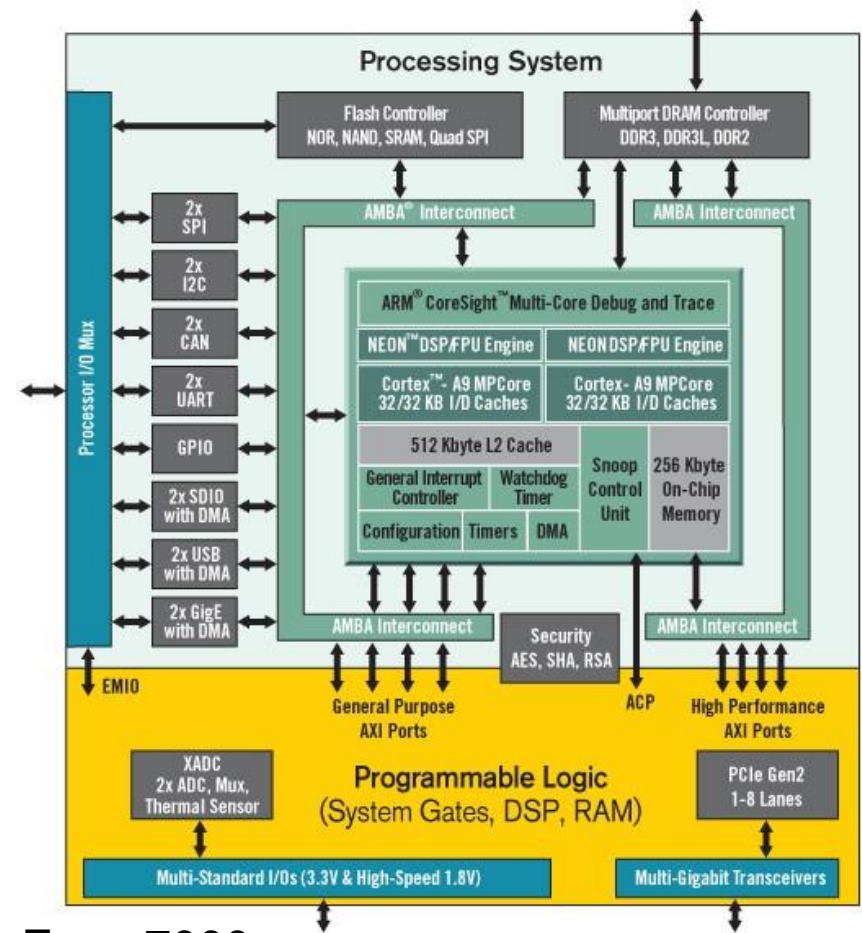 Processing System
Flash Controller
NOR, NAND, SRAM, Quad SPI
Multiport DRAM Controller
DDR3, DDR3L, DDR2
AMBA® Interconnect
AMBA Interconnect
Processor I/O Mux
2x
SPI
2x
I2C
2x
CAN
2x
UART
GPIO
2x SDIO
with DMA
2x USB
with DMA
2x GigE
with DMA
ARM® CoreSight™ Multi-Core Debug and Trace
NEON™ DSP/FPU Engine
NEON DSP/FPU Engine
Cortex™- A9 MPCore
32/32 KB I/D Caches
Cortex- A9 MPCore
32/32 KB I/D Caches
512 Kbyte L2 Cache
General Interrupt
Controller
Watchdog
Timer
Configuration
Timers
DMA
Snoop
Control
Unit
256 Kbyte
On-Chip
Memory
AMBA Interconnect
Security
AES, SHA, RSA
AMBA Interconnect
EMIO
General Purpose
AXI Ports
ACP
High Performance
AXI Ports
XADC
2x ADC, Mux,
Thermal Sensor
Programmable Logic
(System Gates, DSP, RAM)
PCIe Gen2
1-8 Lanes
Multi-Standard I/Os (3.3V & High-Speed 1.8V)
Multi-Gigabit Transceivers